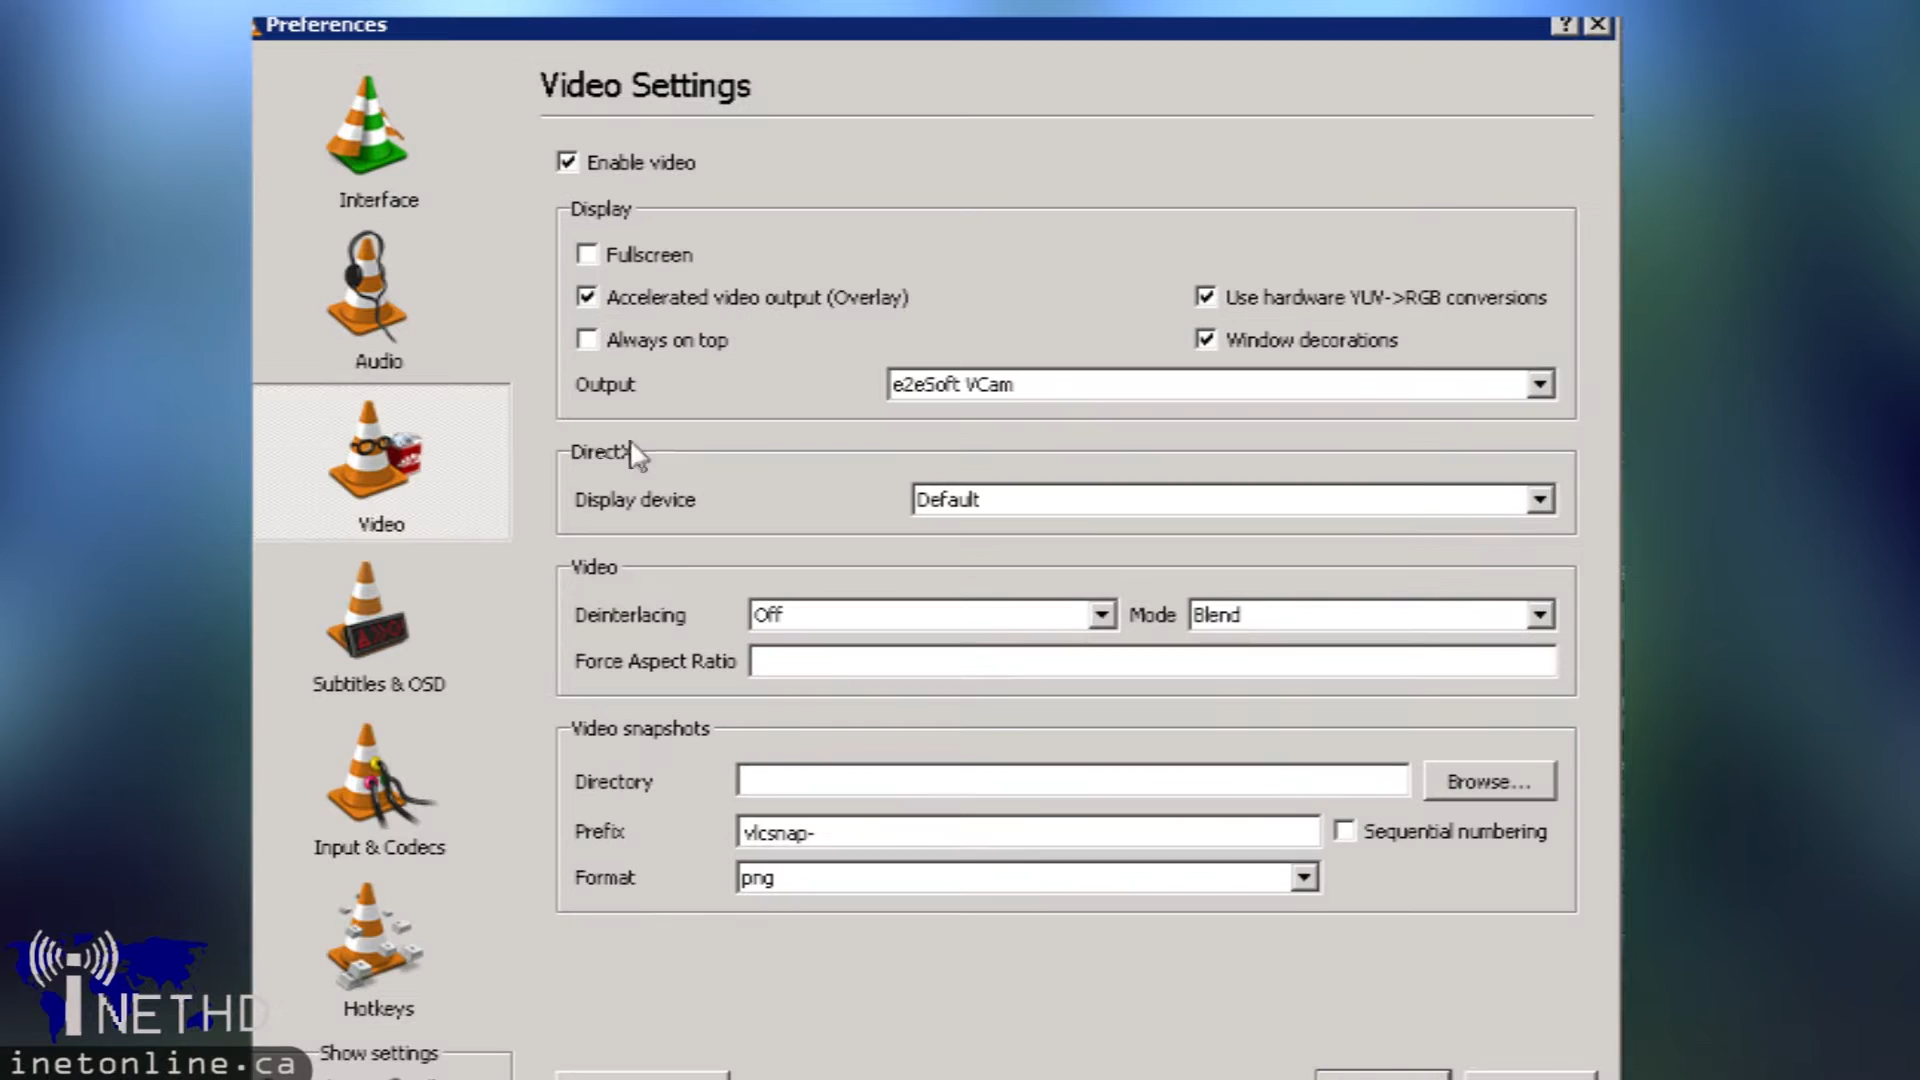 Preferences
Video Settings
Interface
Enable video
Display
Fullscreen
Accelerated video output (Overlay)
Use hardware YUV->RGB conversions
Always on top
Window decorations
Audio
Output
e2eSoft VCam
DirectX
Display device
Default
Video
Video
Deinterlacing
Off
Mode
Blend
Force Aspect Ratio
Subtitles & OSD
Video snapshots
Directory
Browse...
Prefix
vlcsnap-
Sequential numbering
Input & Codecs
Format
png
Hotkeys
Show settings
iNETHD
inetonline.ca